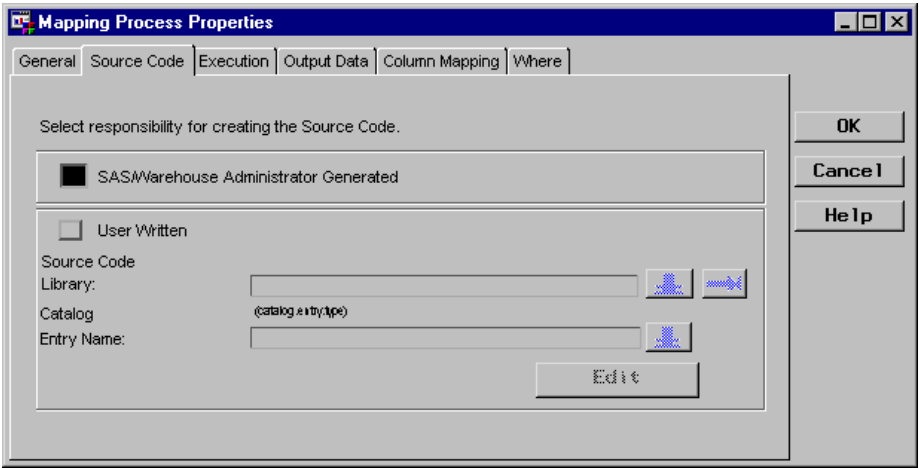 Mapping Process Properties
General Source Code Execution Output Data Column Mapping Where
Select responsibility for creating the Source Code.
OK
SAS/Warehouse Administrator Generated
Cancel
Help
User Written
Source Code
Library:
Catalog (catalog.entry.type)
Entry Name:
Edit